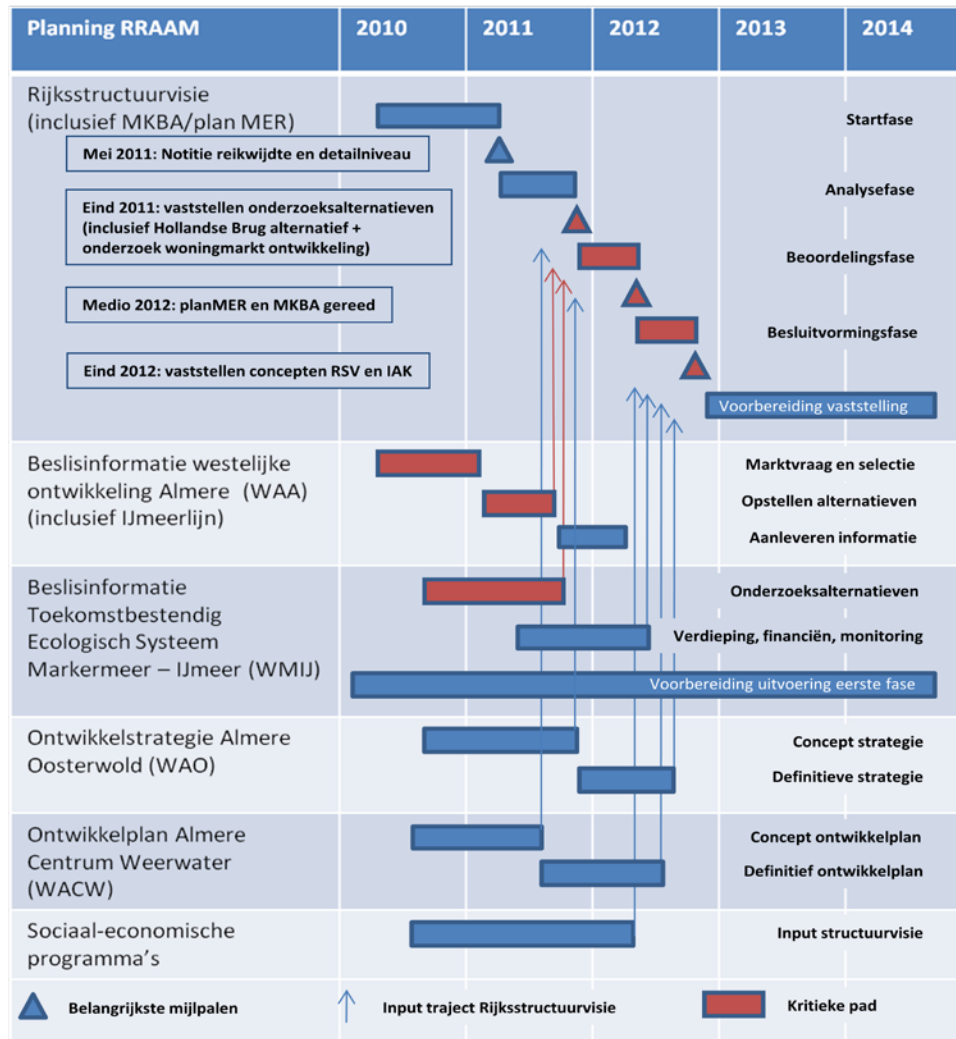 Planning RRAAM 2010 2011 2012 2013 2014
Rijksstructuurvisie
(inclusief MKBA/plan MER)
Startfase
Mei 2011: Notitie reikwijdte en detailniveau
Analysefase
Eind 2011: vaststellen onderzoeksalternatieven
(inclusief Hollandse Brug alternatief +
onderzoek woningmarkt ontwikkeling)
Beoordelingsfase
Medio 2012: planMER en MKBA gereed
Besluitvormingsfase
Eind 2012: vaststellen concepten RSV en IAK
Voorbereiding vaststelling
Beslisinformatie westelijke
ontwikkeling Almere (WAA)
(inclusief IJmeerlijn)
Marktvraag en selectie
Opstellen alternatieven
Aanleveren informatie
Beslisinformatie
Toekomstbestendig
Ecologisch Systeem
Markermeer – IJmeer (WMIJ)
Onderzoeksalternatieven
Verdieping, financiën, monitoring
Voorbereiding uitvoering eerste fase
Ontwikkelstrategie Almere
Oosterwold (WAO)
Concept strategie
Definitieve strategie
Ontwikkelplan Almere
Centrum Weerwater
(WACW)
Concept ontwikkelplan
Definitief ontwikkelplan
Sociaal-economische
programma's
Input structuurvisie
Belangrijkste mijlpalen
Input traject Rijksstructuurvisie
Kritieke pad